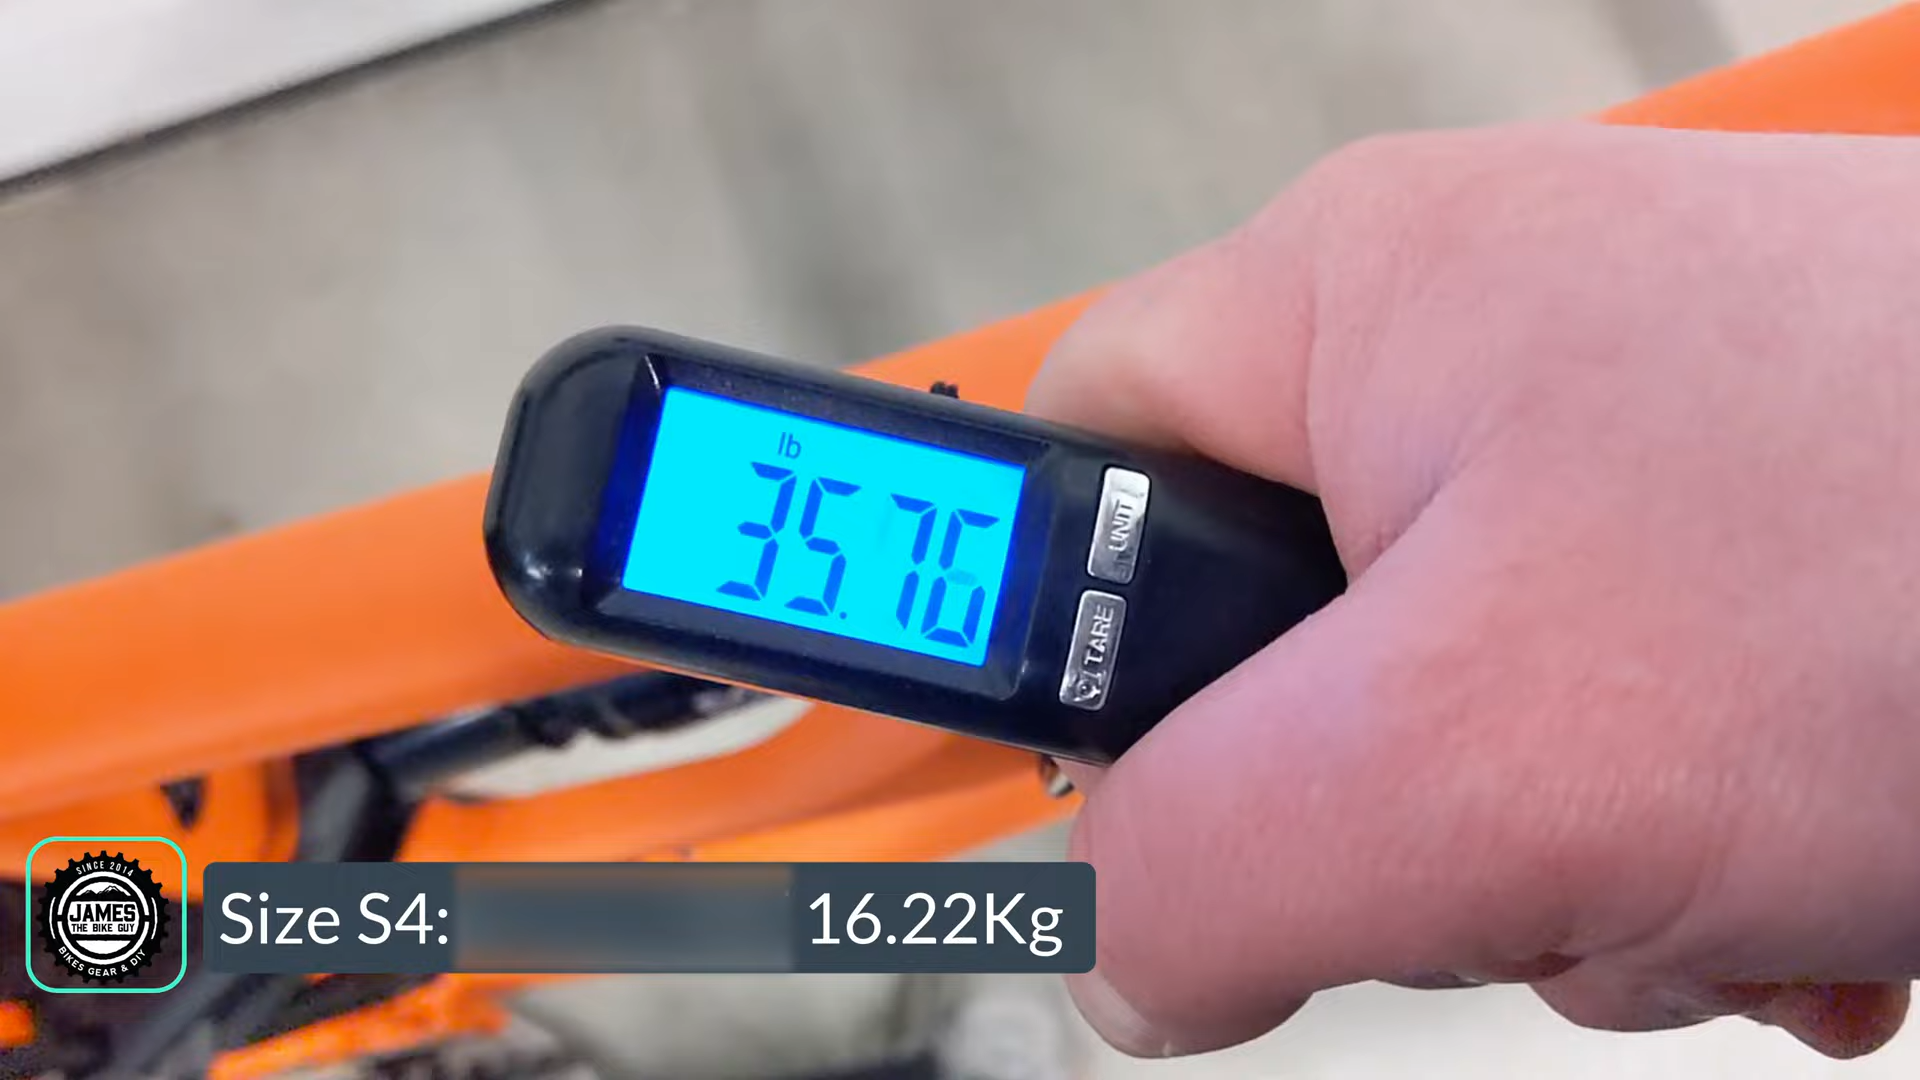 lb
35.76
UNIT
TARE
SINCE 2014
JAMES
THE BIKE GUY
BIKES GEAR & DIY
Size S4: 16.22Kg